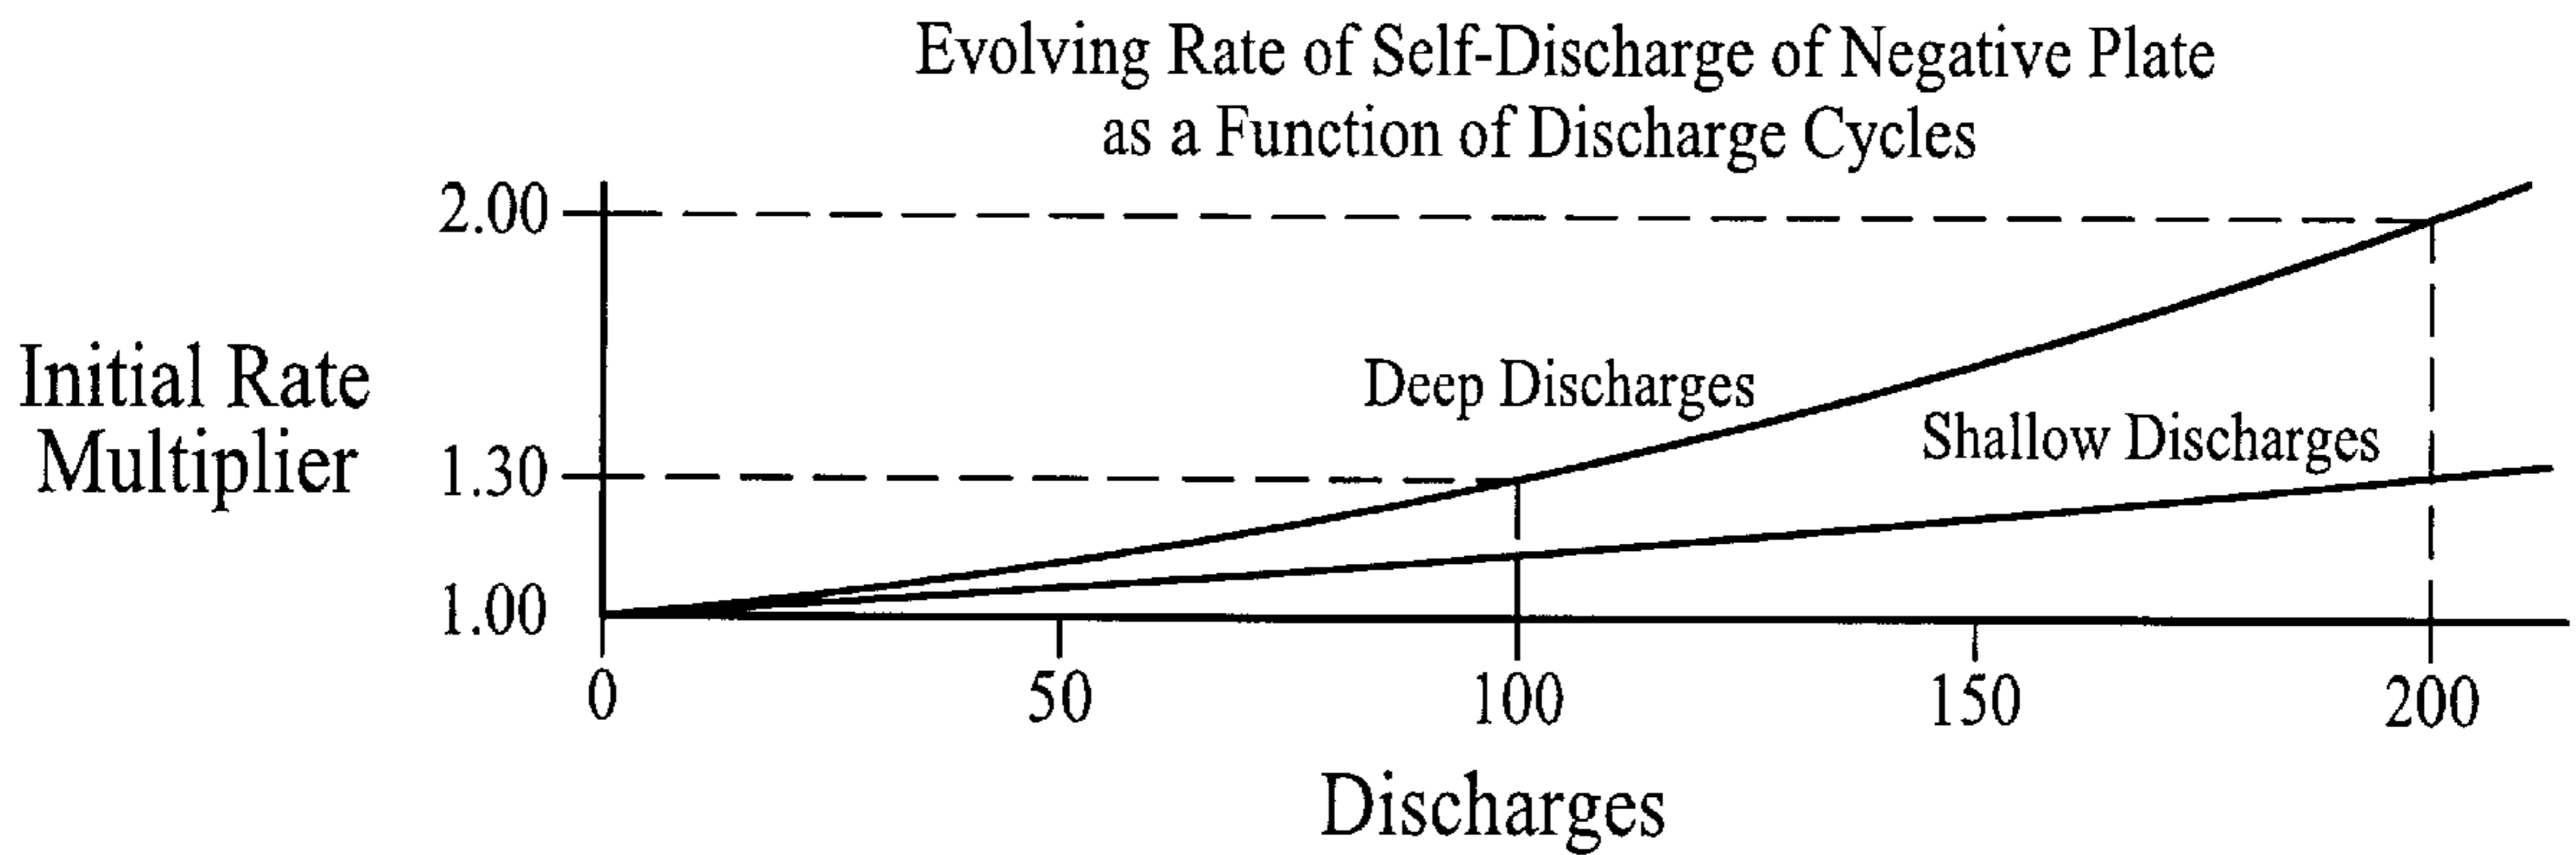 Evolving Rate of Self-Discharge of Negative Plate
as a Function of Discharge Cycles
2.00
Initial Rate
Multiplier
1.30
1.00
Deep Discharges
Shallow Discharges
0 50 100 150 200
Discharges